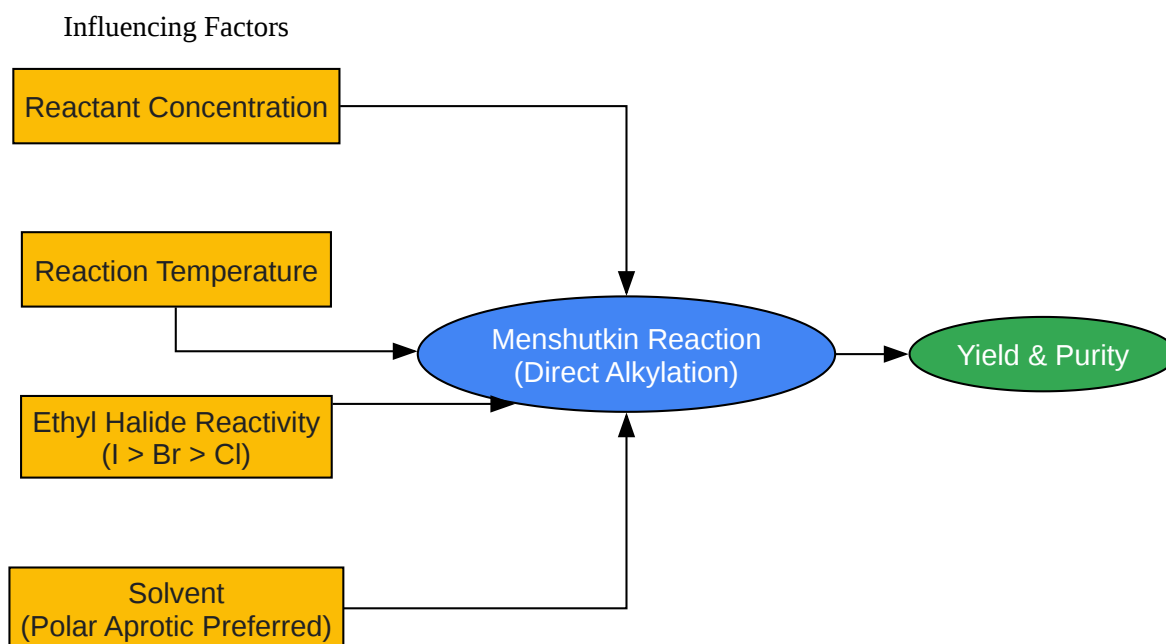 Influencing Factors
Reactant Concentration
Reaction Temperature
Ethyl Halide Reactivity
(I > Br > Cl)
Solvent
(Polar Aprotic Preferred)
Menshutkin Reaction
(Direct Alkylation)
Yield & Purity